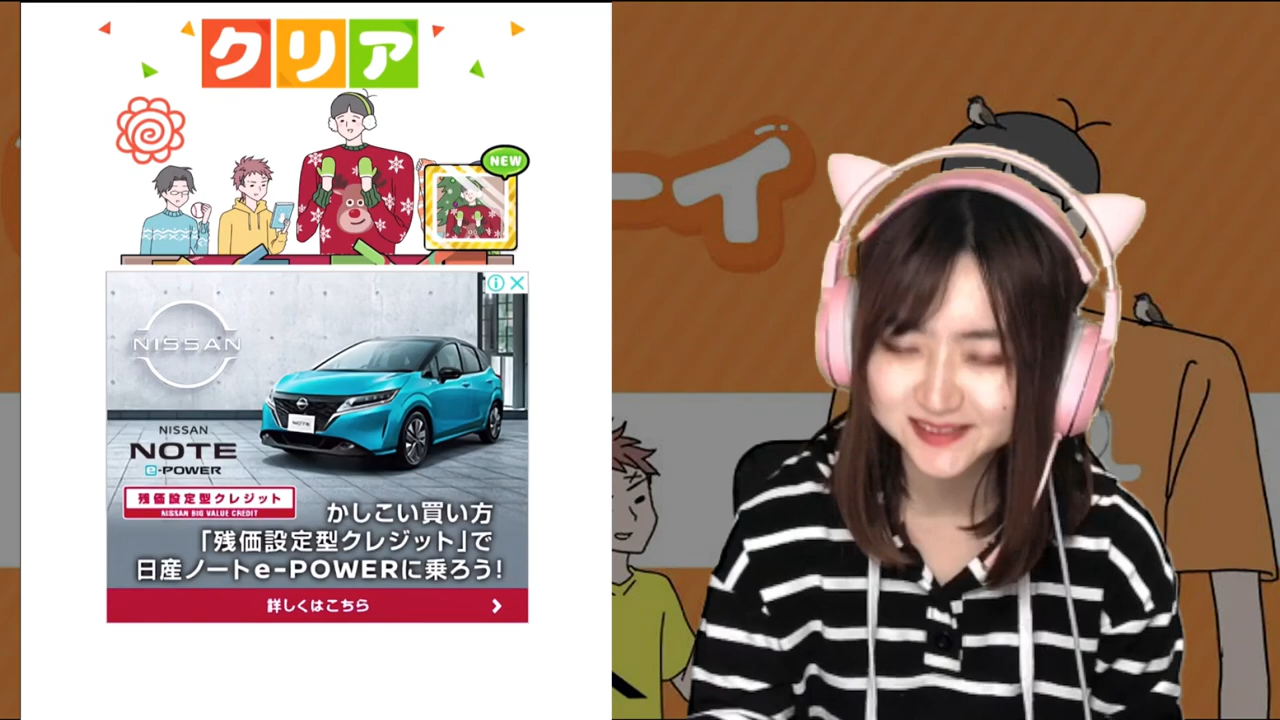 クリア
NEW
NISSAN
NISSAN
NOTE
e-POWER
残価設定型クレジット
NISSAN BIG VALUE CREDIT
かしこい買い方
「残価設定型クレジット」で
日産ノートe-POWERに乗ろう!
詳しくはこちら
ーイ